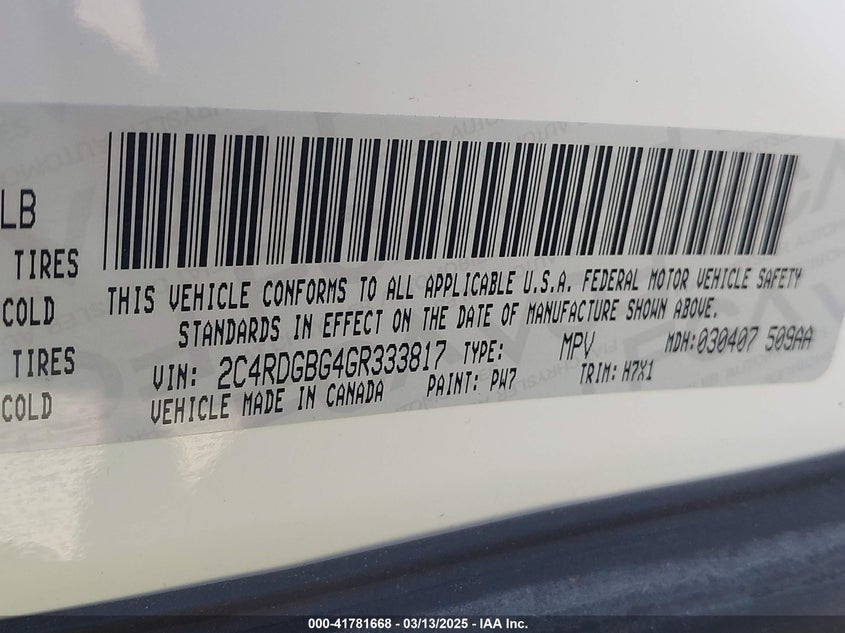 LB
TIRES
COLD
TIRES
COLD
THIS VEHICLE CONFORMS TO ALL APPLICABLE U.S.A. FEDERAL MOTOR VEHICLE SAFETY
STANDARDS IN EFFECT ON THE DATE OF MANUFACTURE SHOWN ABOVE.
VIN: 2C4RDGBG4GR333817 TYPE: MPV MDH:030407 509AA
VEHICLE MADE IN CANADA PAINT: PW7 TRIM: H7X1
000-41781668 - 03/13/2025 - IAA Inc.